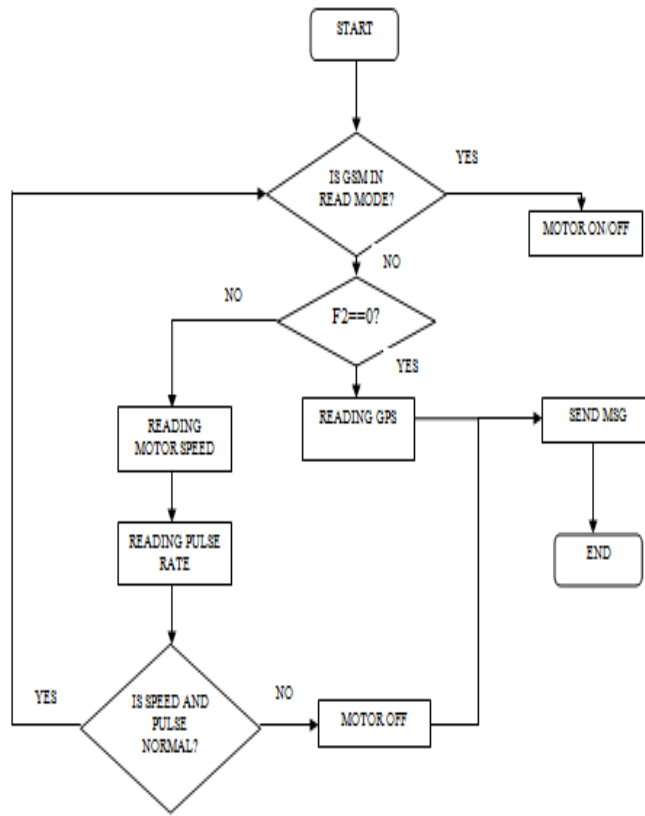 START
YES
IS GSM IN
READ MODE?
MOTOR ON/OFF
NO
NO
F2==0?
YES
READING
MOTOR SPEED
READING GPS
SEND MSG
READING PULSE
RATE
END
YES
IS SPEED AND
PULSE
NORMAL?
NO
MOTOR OFF